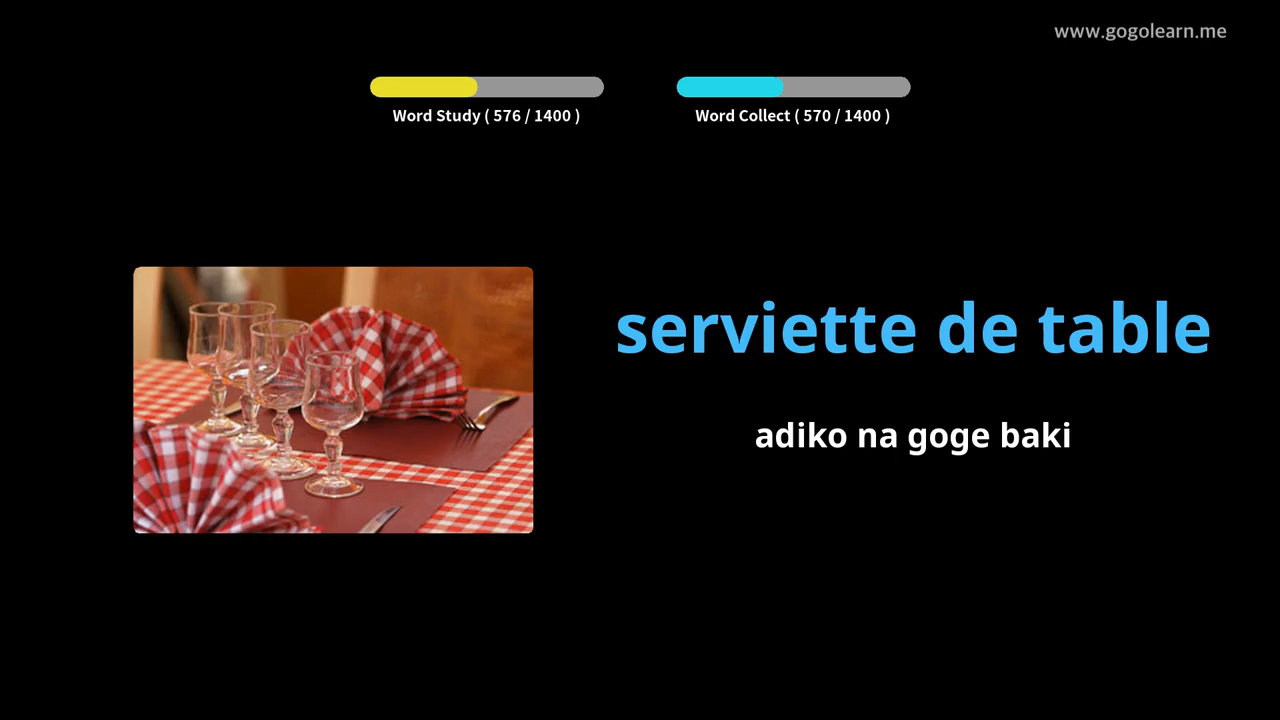 www.gogolearn.me
Word Study ( 576 / 1400 )
Word Collect ( 570 / 1400 )
serviette de table
adiko na goge baki